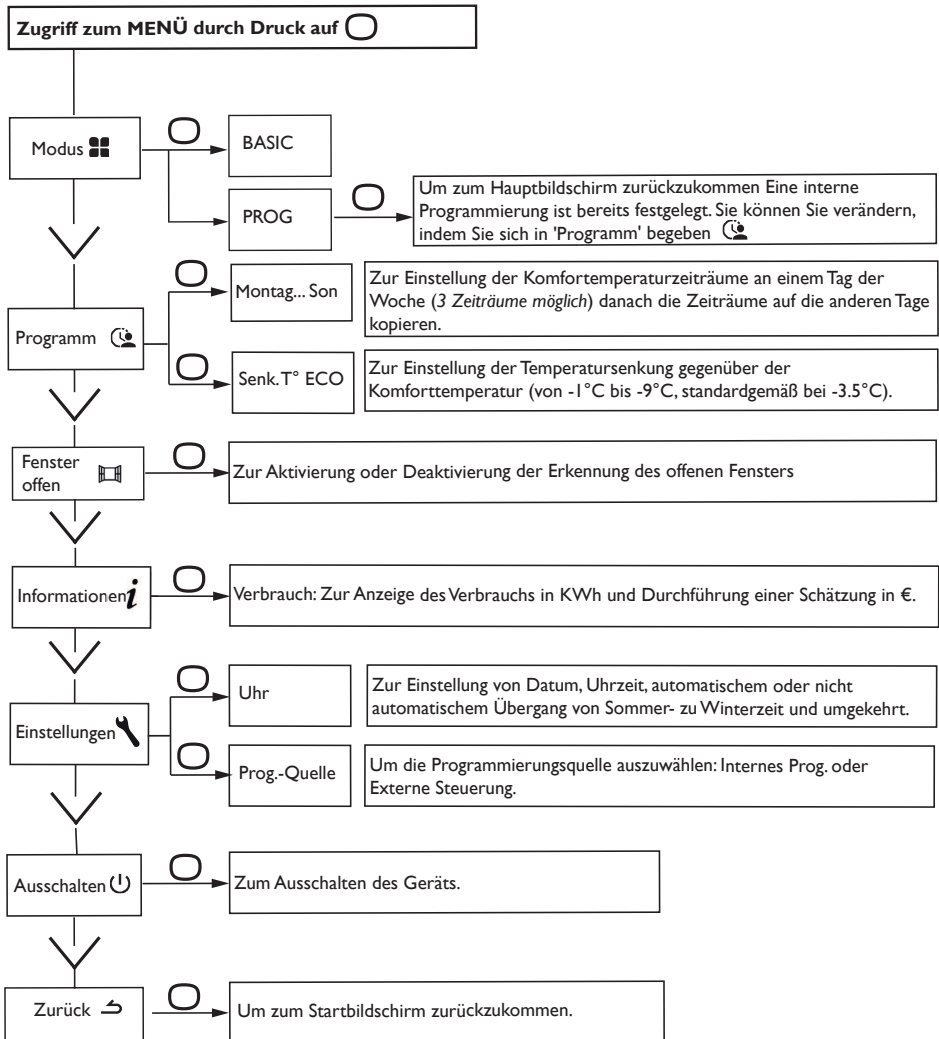 Zugriff zum MENÜ durch Druck auf
Modus
BASIC
PROG
Um zum Hauptbildschirm zurückzukommen Eine interne
Programmierung ist bereits festgelegt. Sie können Sie verändern,
indem Sie sich in 'Programm' begeben
Programm
Montag... Son
Zur Einstellung der Komfortemperaturzeiträume an einem Tag der
Woche (3 Zeiträume möglich) danach die Zeiträume auf die anderen Tage
kopieren.
Senk. T° ECO
Zur Einstellung der Temperatursenkung gegenüber der
Komforttemperatur (von -1°C bis -9°C, standardgemäß bei -3.5°C).
Fenster
offen
Zur Aktivierung oder Deaktivierung der Erkennung des offenen Fensters
Informationen
Verbrauch: Zur Anzeige des Verbrauchs in KWh und Durchführung einer Schätzung in €.
Einstellungen
Uhr
Zur Einstellung von Datum, Uhrzeit, automatischem oder nicht
automatischem Übergang von Sommer- zu Winterzeit und umgekehrt.
Prog.-Quelle
Um die Programmierungsquelle auszuwählen: Internes Prog. oder
Externe Steuerung.
Ausschalten
Zum Ausschalten des Geräts.
Zurück
Um zum Startbildschirm zurückzukommen.